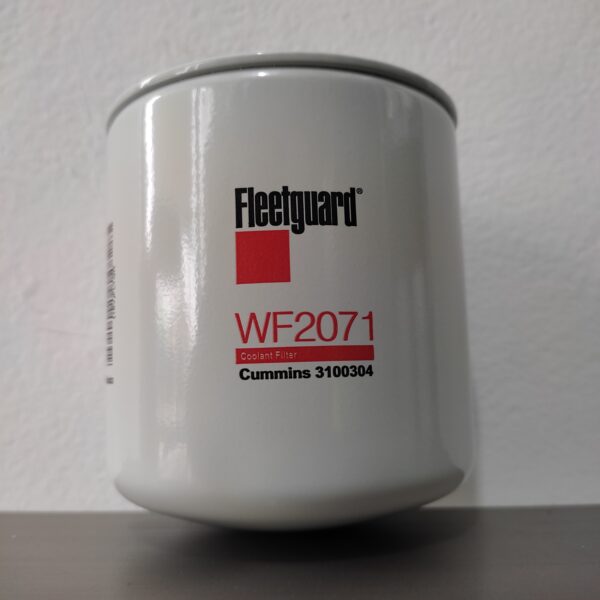 Fleetguard®
WF2071
Coolant Filter
Cummins 3100304